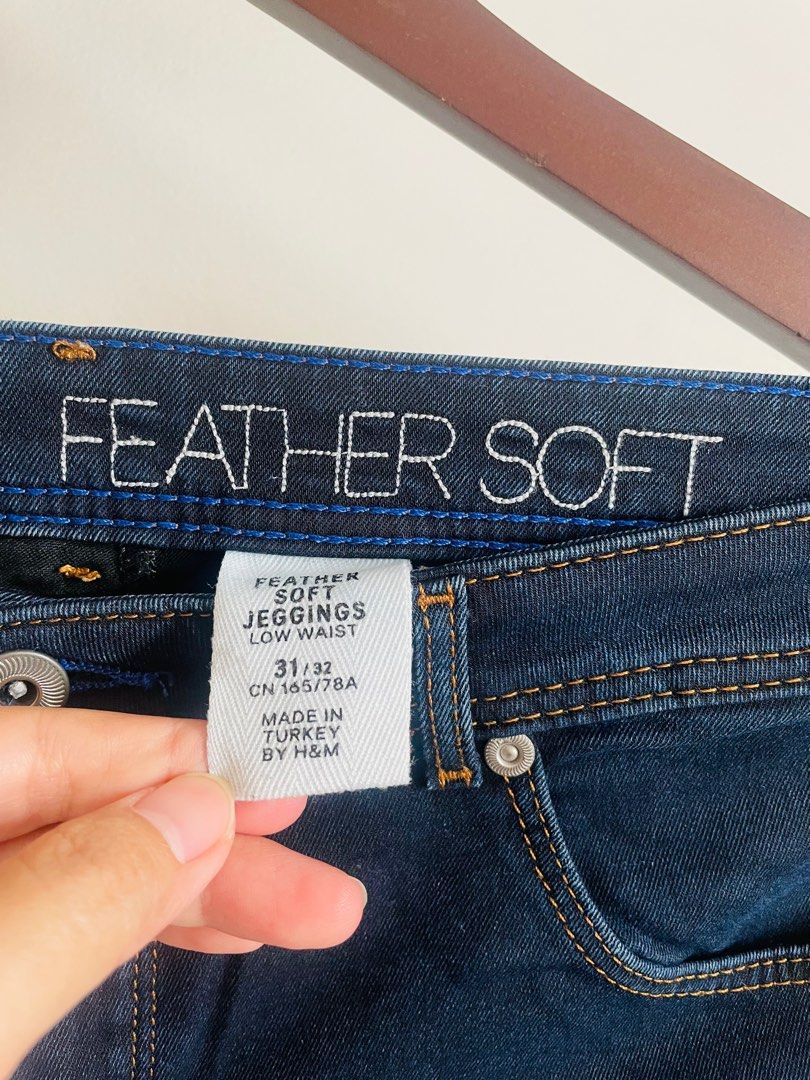 FEATHER SOFT
FEATHER
SOFT
JEGGINGS
LOW WAIST
31/32
CN 165/78A
MADE IN
TURKEY
BY H&M